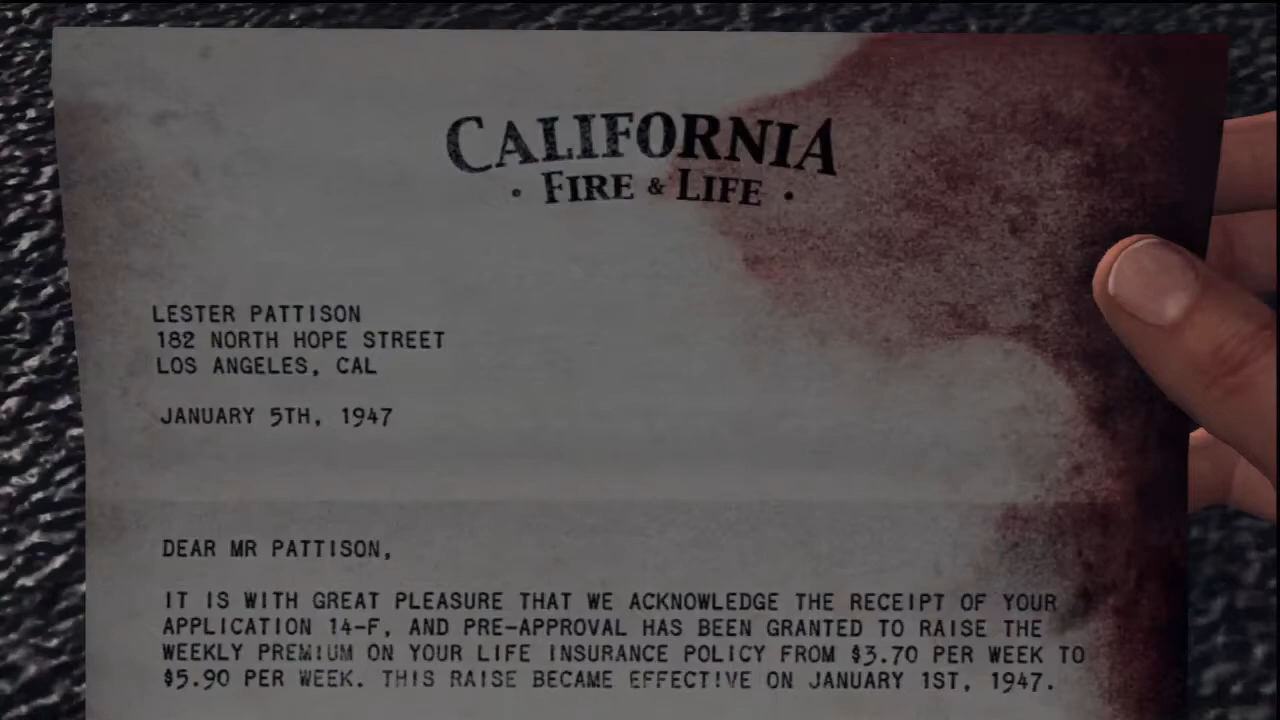 CALIFORNIA
• FIRE & LIFE •
LESTER PATTISON
182 NORTH HOPE STREET
LOS ANGELES, CAL
JANUARY 5TH, 1947
DEAR MR PATTISON,
IT IS WITH GREAT PLEASURE THAT WE ACKNOWLEDGE THE RECEIPT OF YOUR
APPLICATION 14-F, AND PRE-APPROVAL HAS BEEN GRANTED TO RAISE THE
WEEKLY PREMIUM ON YOUR LIFE INSURANCE POLICY FROM $3.70 PER WEEK TO
$5.90 PER WEEK. THIS RAISE BECAME EFFECTIVE ON JANUARY 1ST, 1947.